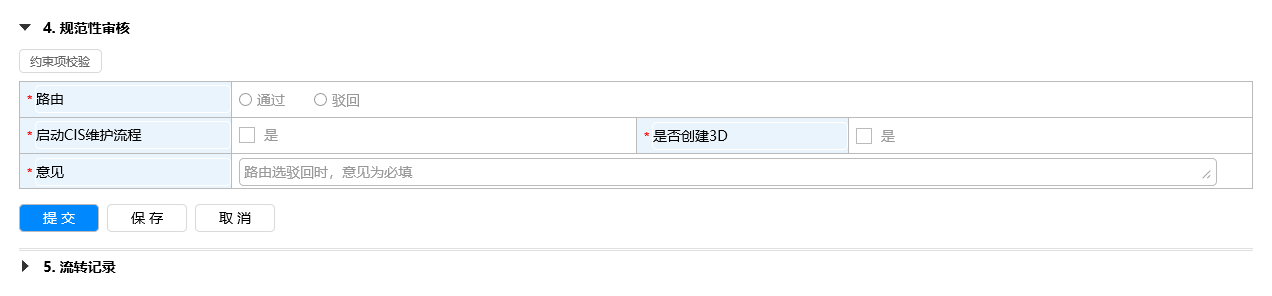 4. 规范性审核
约束项校验
* 路由 通过 驳回
* 启动CIS维护流程 是 * 是否创建3D 是
* 意见 路由选驳回时，意见为必填
提 交 保 存 取 消
5. 流转记录